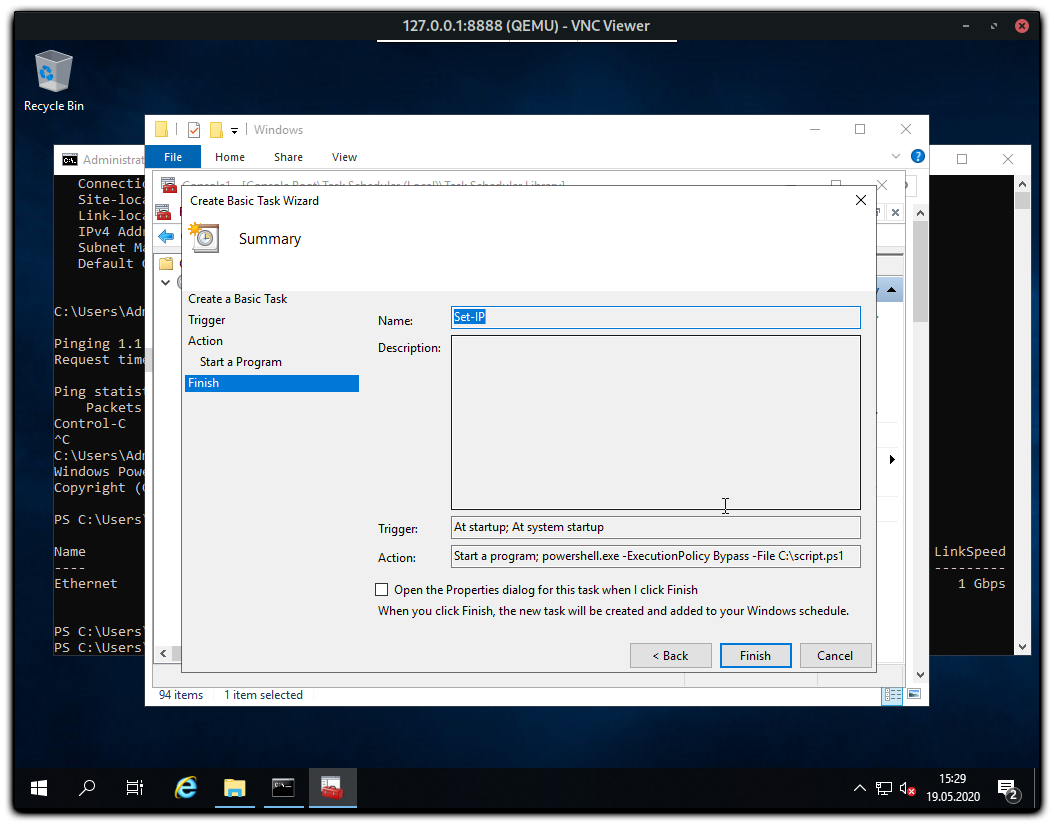 127.0.0.1:8888 (QEMU) - VNC Viewer
Recycle Bin
Windows
File Home Share View
Administrat
Connectio
Site-loca
Link-loca
IPv4 Addr
Subnet Ma
Default
C:\Users\Adm
Pinging 1.1
Request time
Ping statist
Packets
Control-C
^C
C:\Users\Adm
Windows Powe
Copyright (C
PS C:\Users\
Name LinkSpeed
---- ---------
Ethernet 1 Gbps
PS C:\Users\
PS C:\Users\
Console1 - [Console Root\Task Scheduler (Local)\Task Scheduler Library]
Create Basic Task Wizard
Summary
Create a Basic Task
Trigger
Action
Start a Program
Finish
Name: Set-IP
Description:
Trigger: At startup; At system startup
Action: Start a program; powershell.exe -ExecutionPolicy Bypass -File C:\script.ps1
Open the Properties dialog for this task when I click Finish
When you click Finish, the new task will be created and added to your Windows schedule.
< Back Finish Cancel
94 items 1 item selected
15:29
19.05.2020
2